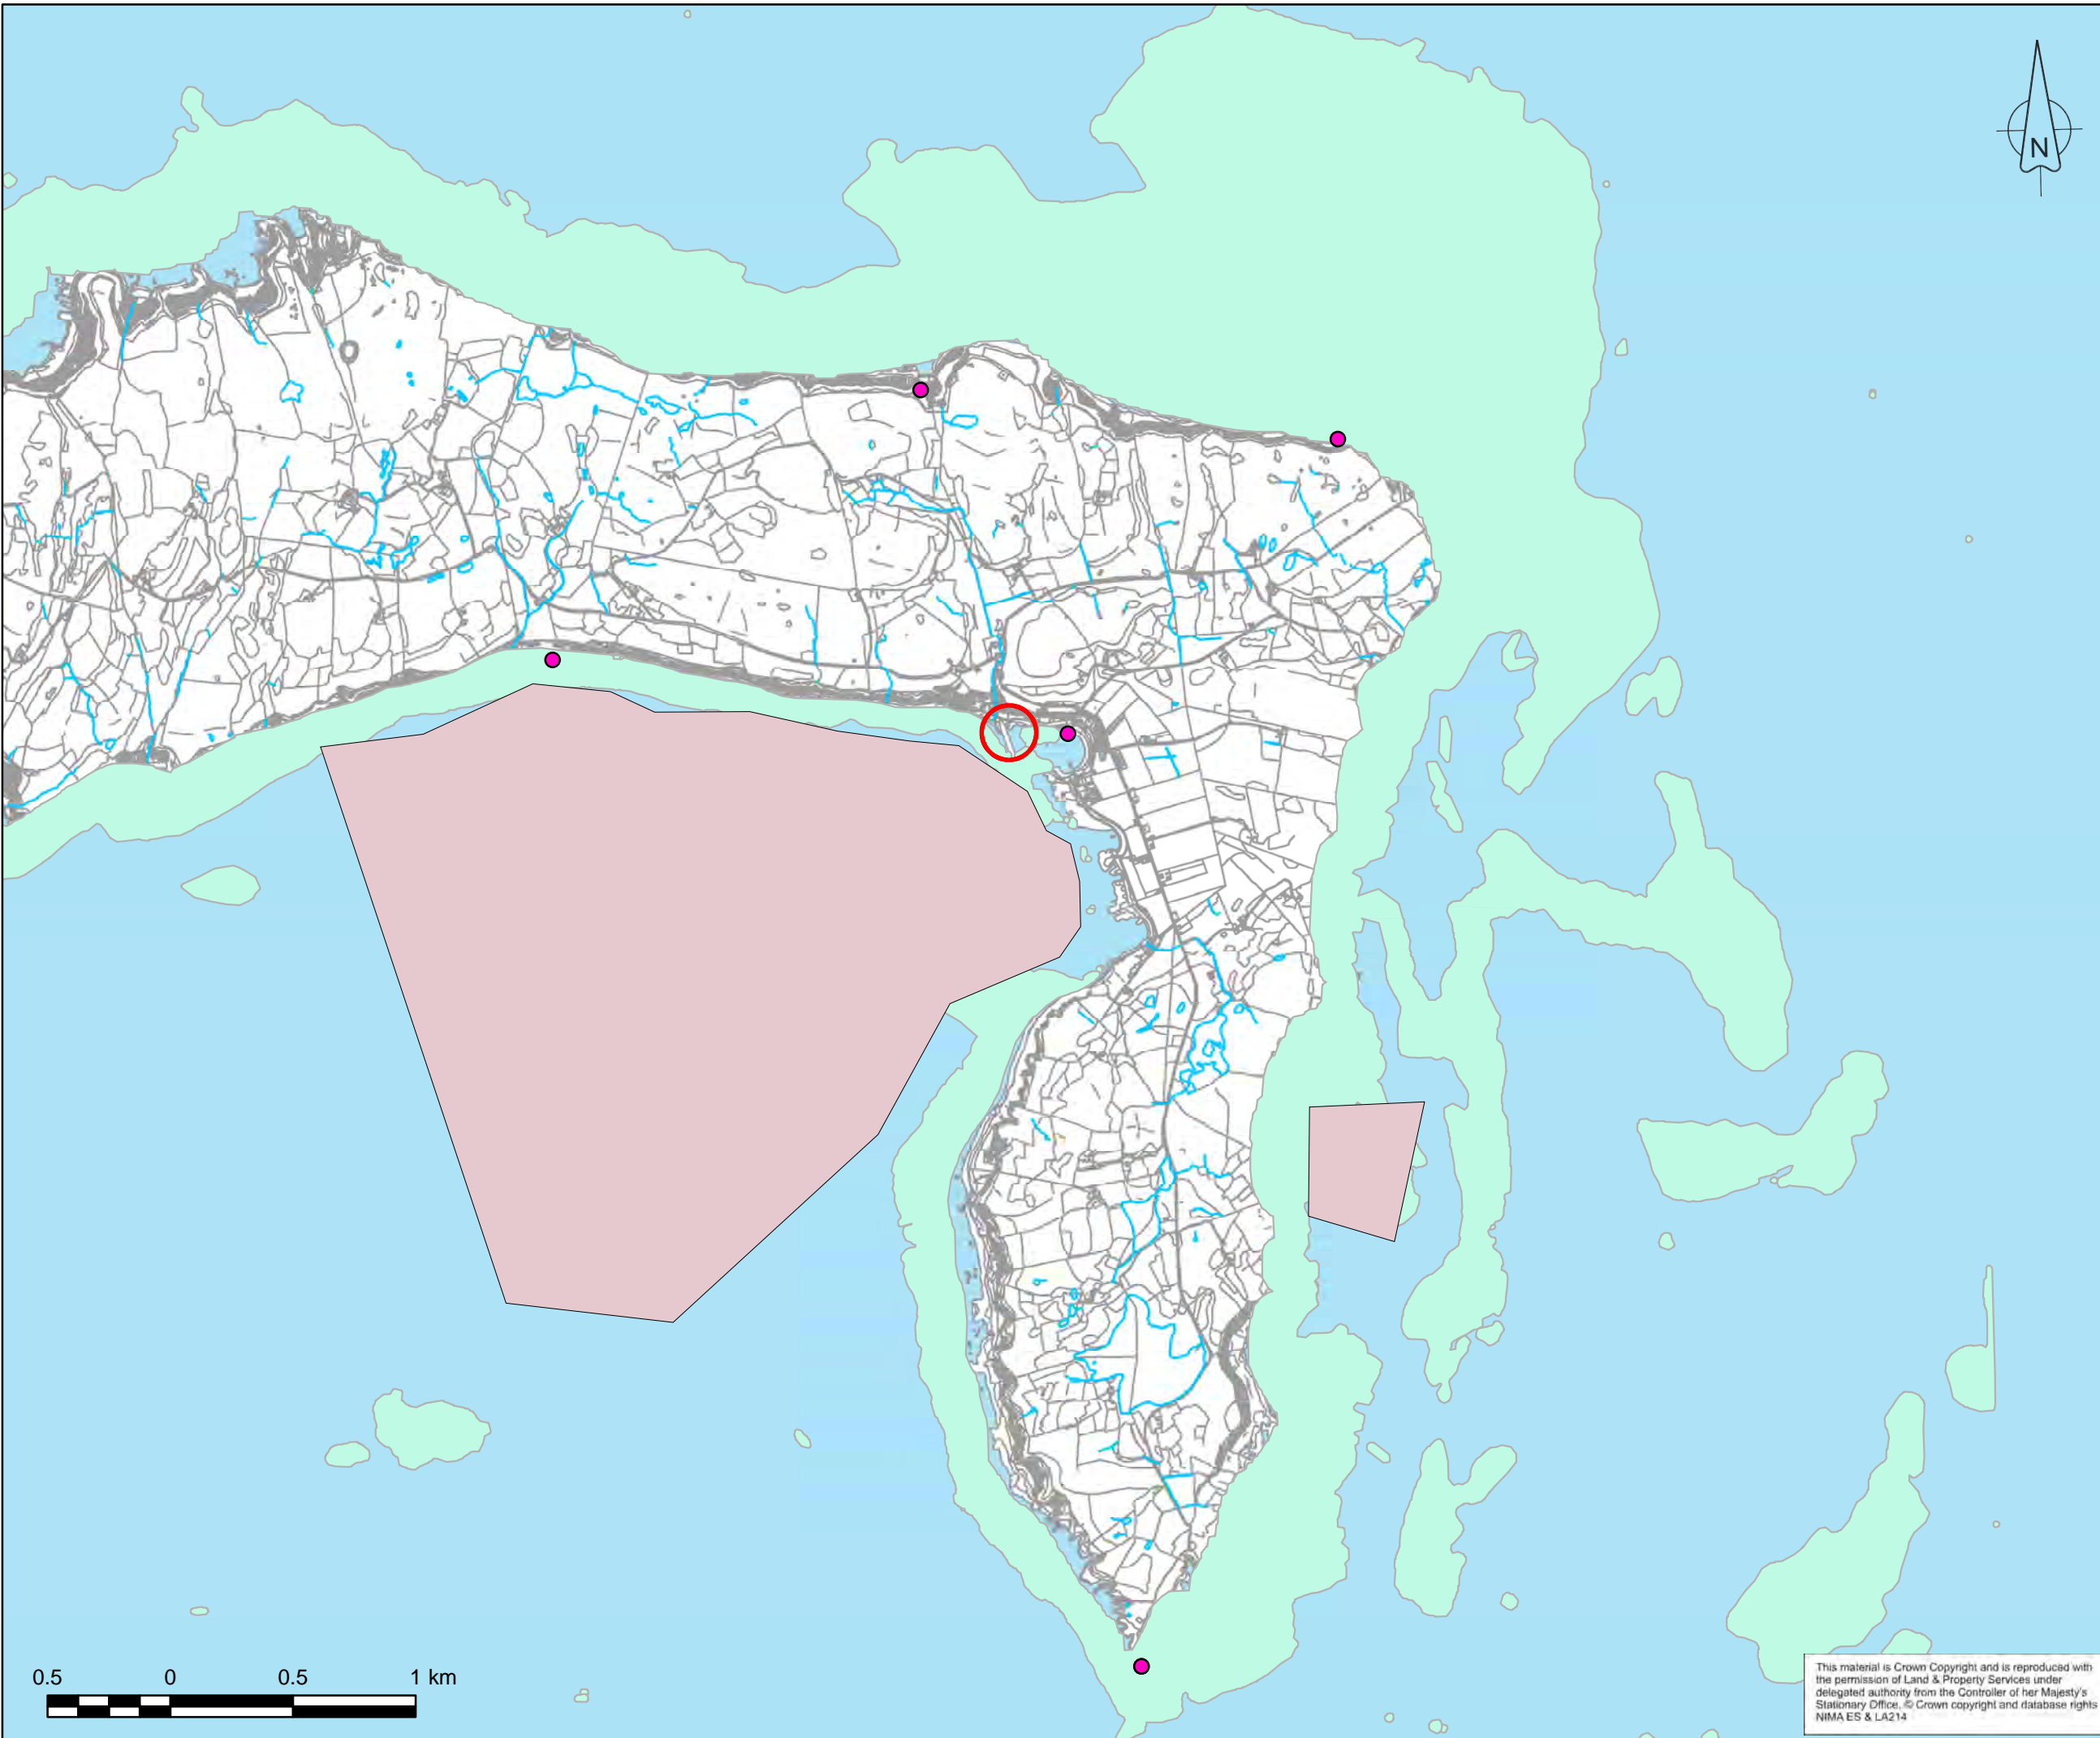 N
0.5 0 0.5 1 km
This material is Crown Copyright and is reproduced with
the permission of Land & Property Services under
delegated authority from the Controller of her Majesty's
Stationary Office, © Crown copyright and database rights
NIMA ES & LA214